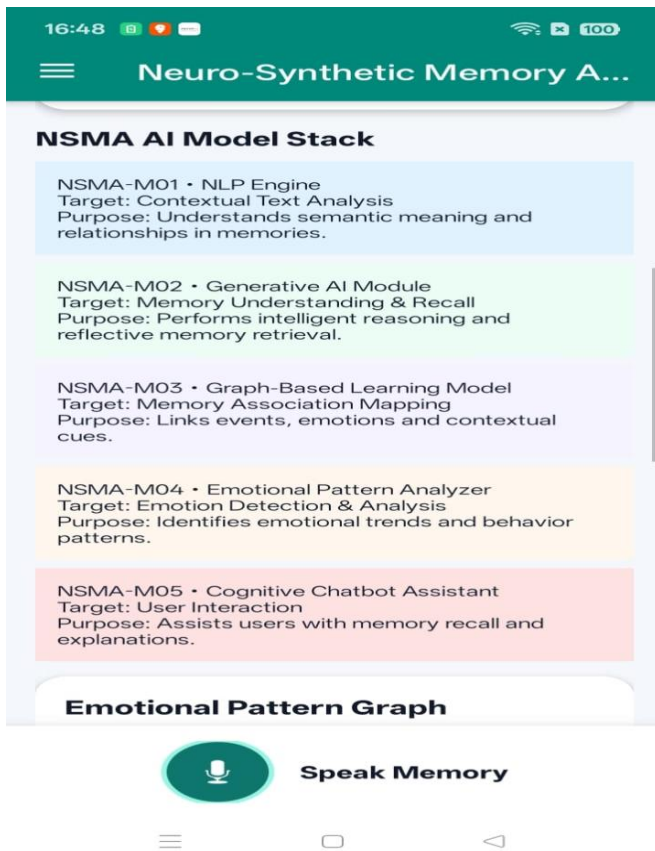 16:48
100
Neuro-Synthetic Memory A...
NSMA AI Model Stack
NSMA-M01 • NLP Engine
Target: Contextual Text Analysis
Purpose: Understands semantic meaning and
relationships in memories.
NSMA-M02 • Generative AI Module
Target: Memory Understanding & Recall
Purpose: Performs intelligent reasoning and
reflective memory retrieval.
NSMA-M03 • Graph-Based Learning Model
Target: Memory Association Mapping
Purpose: Links events, emotions and contextual
cues.
NSMA-M04 • Emotional Pattern Analyzer
Target: Emotion Detection & Analysis
Purpose: Identifies emotional trends and behavior
patterns.
NSMA-M05 • Cognitive Chatbot Assistant
Target: User Interaction
Purpose: Assists users with memory recall and
explanations.
Emotional Pattern Graph
Speak Memory